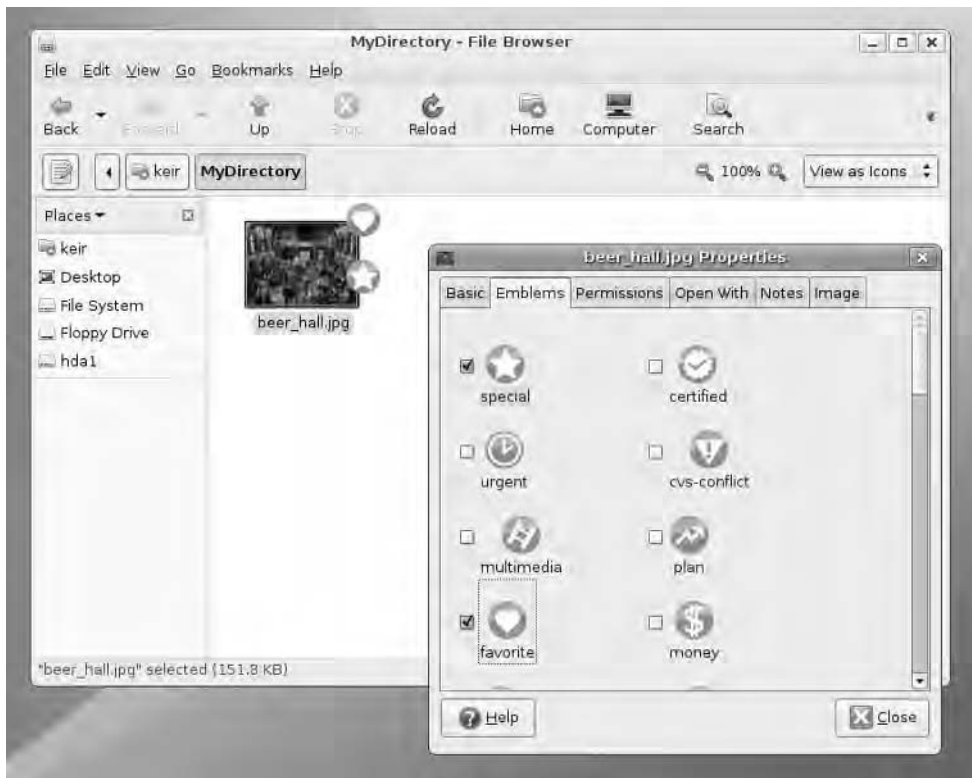 MyDirectory - File Browser
File Edit View Go Bookmarks Help
Back Forward Up Stop Reload Home Computer Search
keir MyDirectory 100% View as Icons
Places
keir
Desktop
File System
Floppy Drive
hda1
beer_hall.jpg
"beer_hall.jpg" selected (151.8 KB)
beer_hall.jpg Properties
Basic Emblems Permissions Open With Notes Image
special certified
urgent cvs-conflict
multimedia plan
favorite money
Help Close